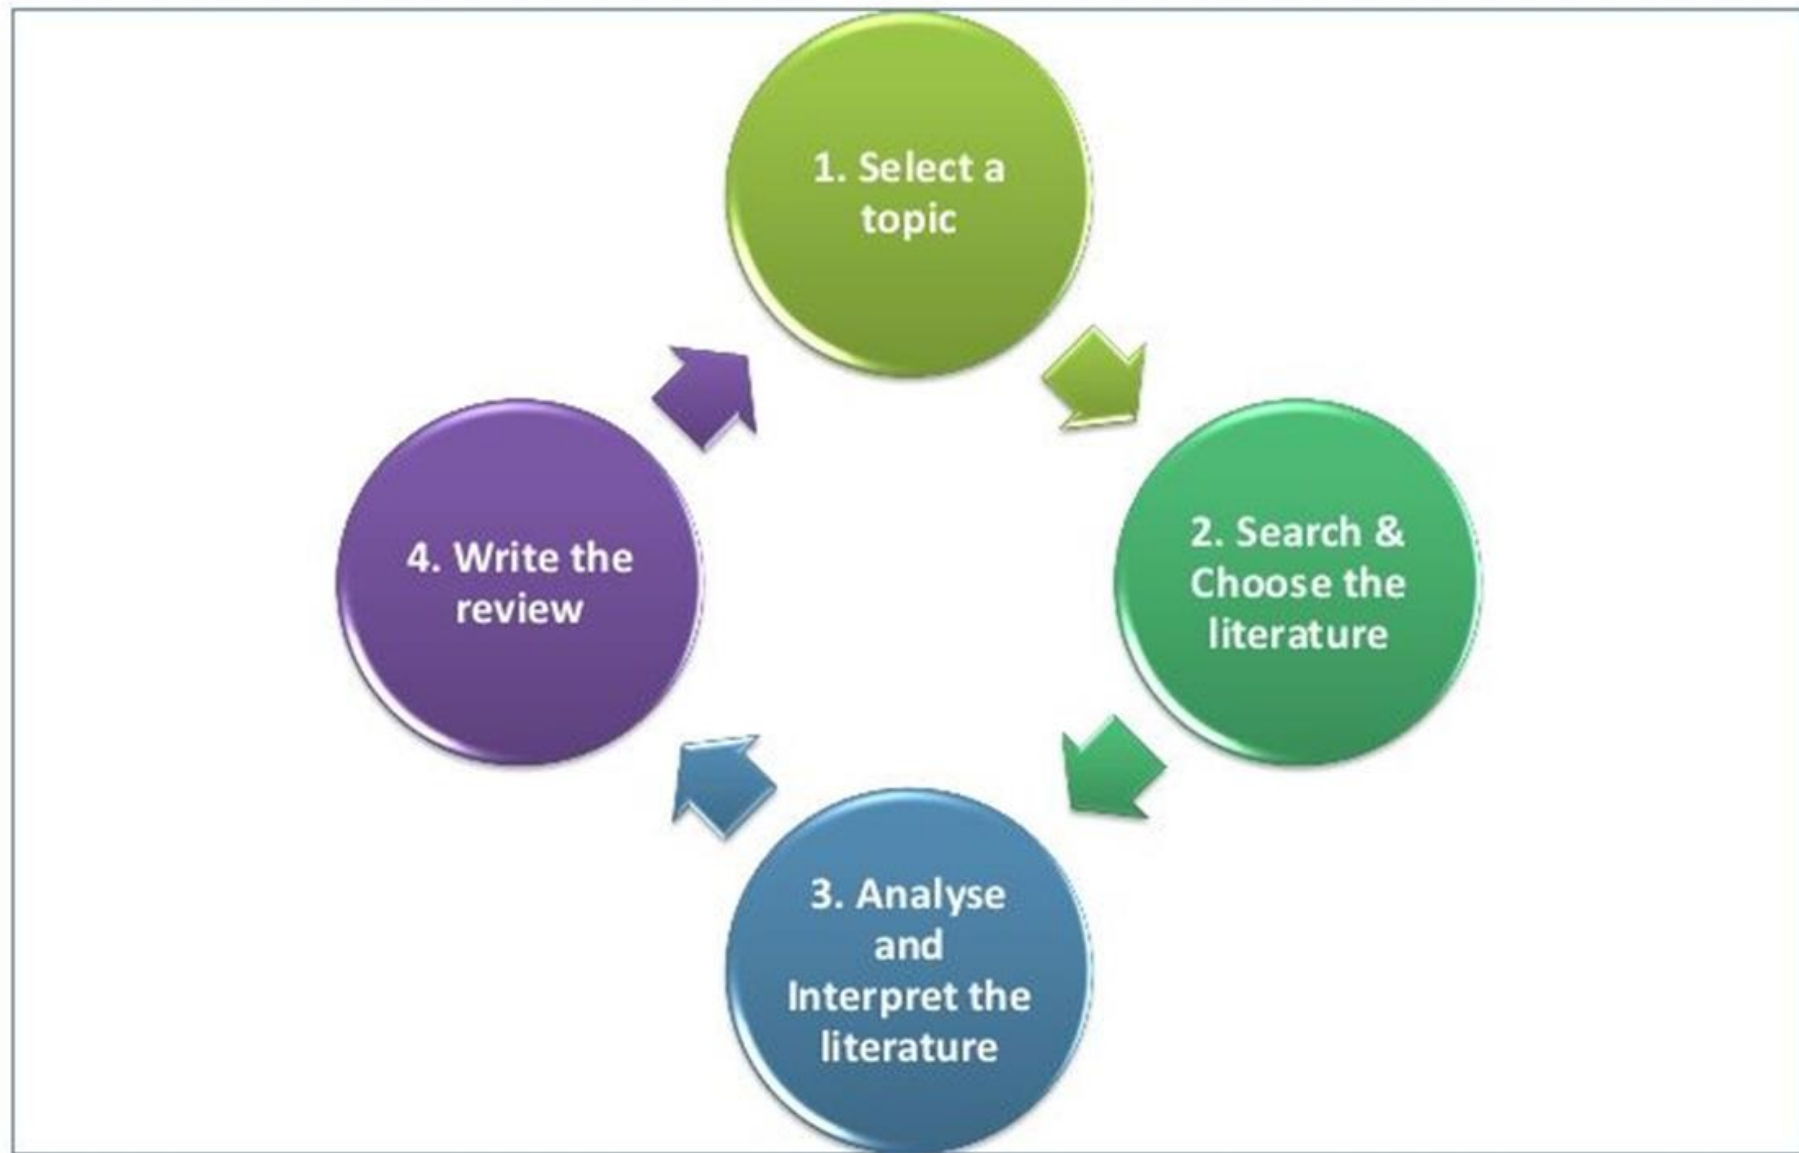 1. Select a
topic
2. Search &
Choose the
literature
3. Analyse
and
Interpret the
literature
4. Write the
review